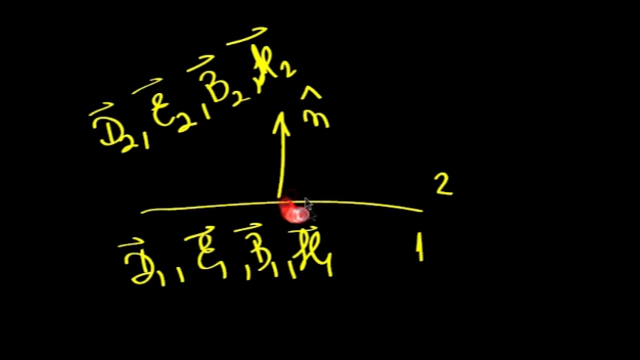 D⃗₂, ℰ⃗₂, B⃗₂, ℋ⃗₂
n̂
2
D⃗₁, ℰ⃗₁, B⃗₁, ℋ⃗₁
1